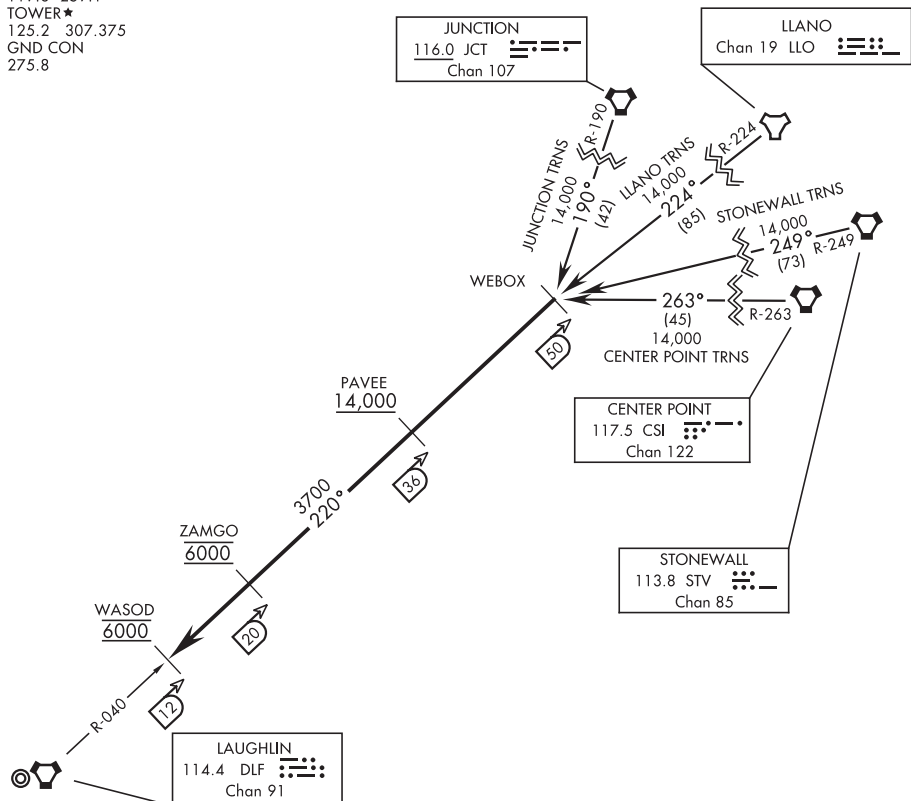 TOWER★
125.2 307.375
GND CON
275.8
JUNCTION
116.0 JCT
Chan 107
LLANO
Chan 19 LLO
R-190
R-224
JUNCTION TRNS
14,000
190°
(42)
LLANO TRNS
14,000
224°
(85)
STONEWALL TRNS
14,000
249°
(73)
R-249
WEBOX
263°
(45)
14,000
R-263
CENTER POINT TRNS
50
PAVEE
14,000
36
CENTER POINT
117.5 CSI
Chan 122
3700
220°
ZAMGO
6000
20
STONEWALL
113.8 STV
Chan 85
WASOD
6000
12
R-040
LAUGHLIN
114.4 DLF
Chan 91